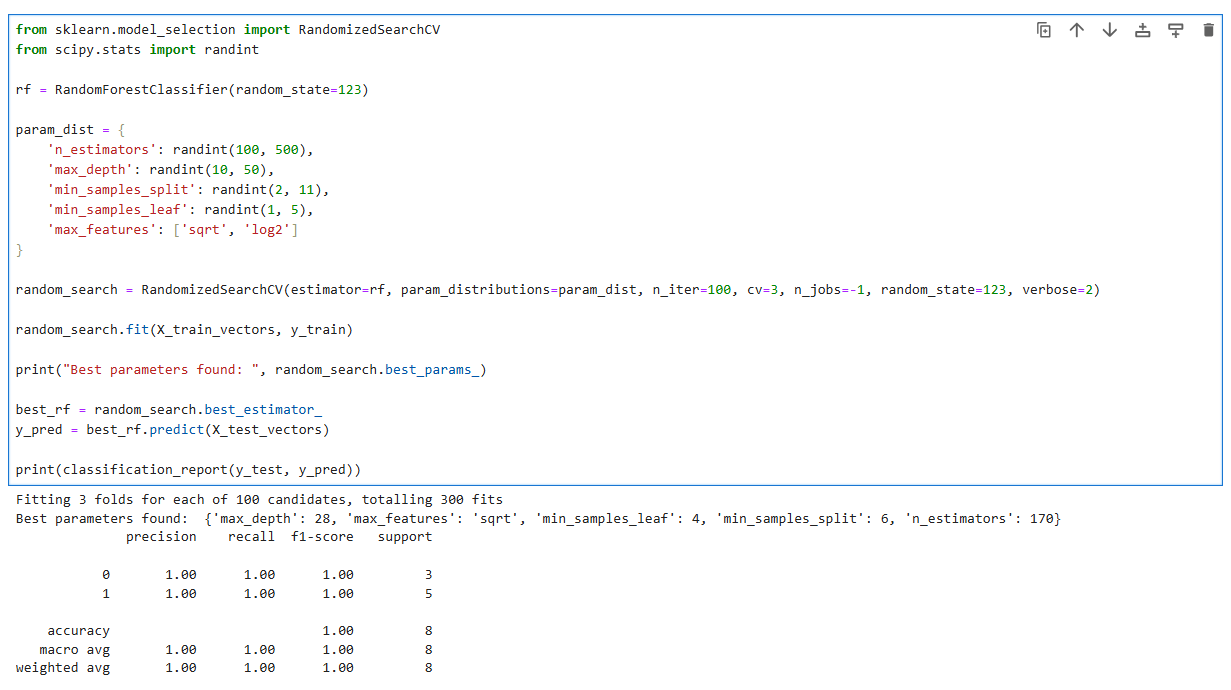 from sklearn.model_selection import RandomizedSearchCV
from scipy.stats import randint

rf = RandomForestClassifier(random_state=123)

param_dist = {
    'n_estimators': randint(100, 500),
    'max_depth': randint(10, 50),
    'min_samples_split': randint(2, 11),
    'min_samples_leaf': randint(1, 5),
    'max_features': ['sqrt', 'log2']
}

random_search = RandomizedSearchCV(estimator=rf, param_distributions=param_dist, n_iter=100, cv=3, n_jobs=-1, random_state=123, verbose=2)

random_search.fit(X_train_vectors, y_train)

print("Best parameters found: ", random_search.best_params_)

best_rf = random_search.best_estimator_
y_pred = best_rf.predict(X_test_vectors)

print(classification_report(y_test, y_pred))
Fitting 3 folds for each of 100 candidates, totalling 300 fits
Best parameters found:  {'max_depth': 28, 'max_features': 'sqrt', 'min_samples_leaf': 4, 'min_samples_split': 6, 'n_estimators': 170}
              precision    recall  f1-score   support

           0       1.00      1.00      1.00         3
           1       1.00      1.00      1.00         5

    accuracy                           1.00         8
   macro avg       1.00      1.00      1.00         8
weighted avg       1.00      1.00      1.00         8